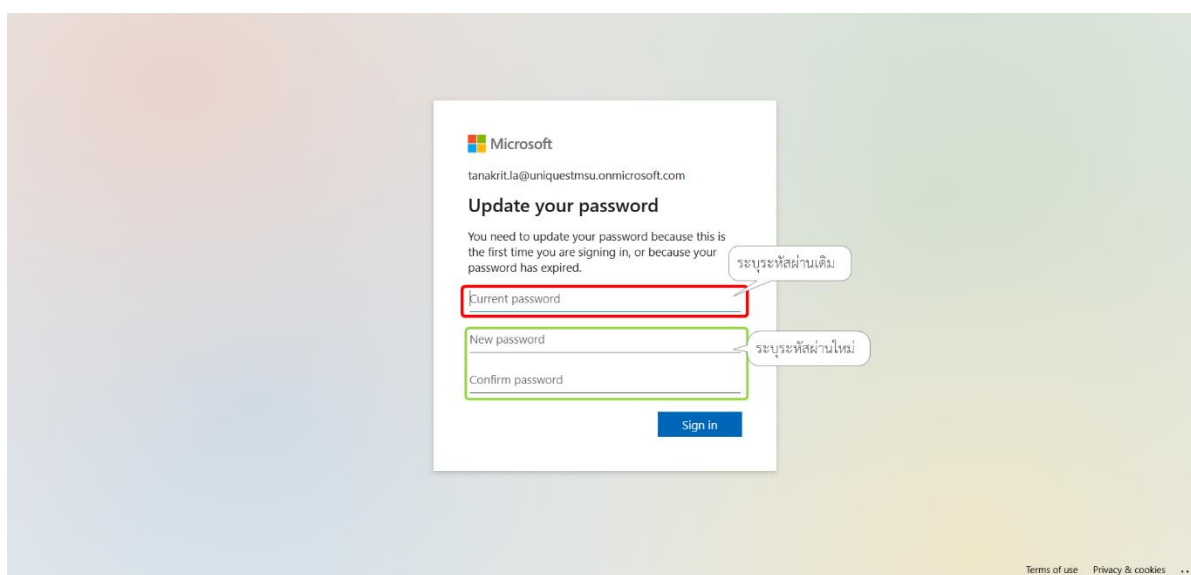 Microsoft
tanakrit.la@uniquestmsu.onmicrosoft.com
Update your password
You need to update your password because this is
the first time you are signing in, or because your
password has expired.
ระบุรหัสผ่านเดิม
Current password
New password
ระบุรหัสผ่านใหม่
Confirm password
Sign in
Terms of use Privacy & cookies ..